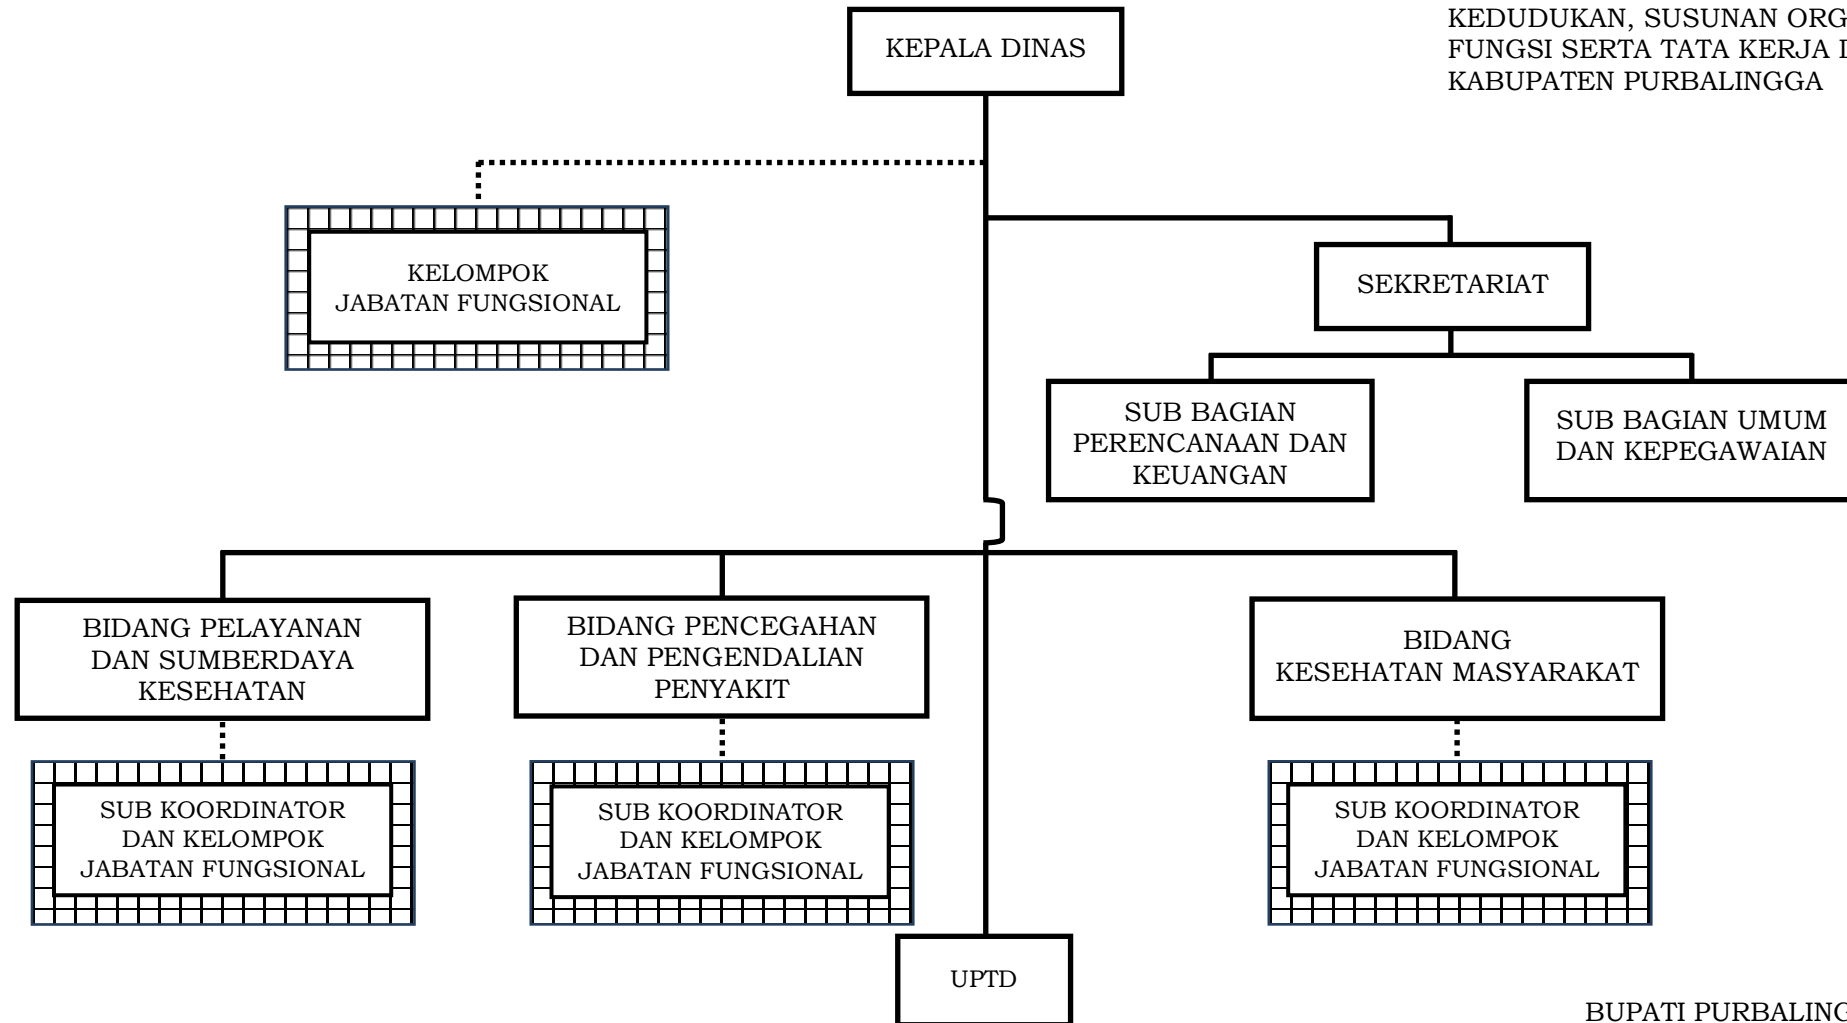 KEDUDUKAN, SUSUNAN ORG
FUNGSI SERTA TATA KERJA
KABUPATEN PURBALINGGA
KEPALA DINAS
KELOMPOK
JABATAN FUNGSIONAL
SEKRETARIAT
SUB BAGIAN
PERENCANAAN DAN
KEUANGAN
SUB BAGIAN UMUM
DAN KEPEGAWAIAN
BIDANG PELAYANAN
DAN SUMBERDAYA
KESEHATAN
BIDANG PENCEGAHAN
DAN PENGENDALIAN
PENYAKIT
BIDANG
KESEHATAN MASYARAKAT
SUB KOORDINATOR
DAN KELOMPOK
JABATAN FUNGSIONAL
SUB KOORDINATOR
DAN KELOMPOK
JABATAN FUNGSIONAL
SUB KOORDINATOR
DAN KELOMPOK
JABATAN FUNGSIONAL
UPTD
BUPATI PURBALING